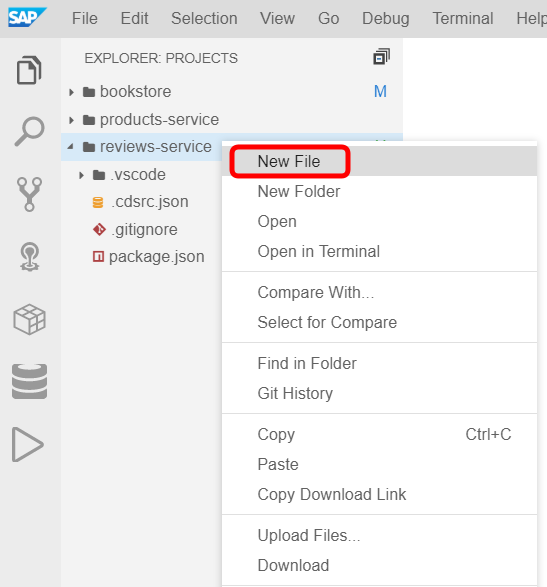 SAP File Edit Selection View Go Debug Terminal Help
EXPLORER: PROJECTS
bookstore M
products-service
reviews-service
New File
.vscode
New Folder
.cdsrc.json
Open
.gitignore
Open in Terminal
package.json
Compare With...
Select for Compare
Find in Folder
Git History
Copy Ctrl+C
Paste
Copy Download Link
Upload Files...
Download